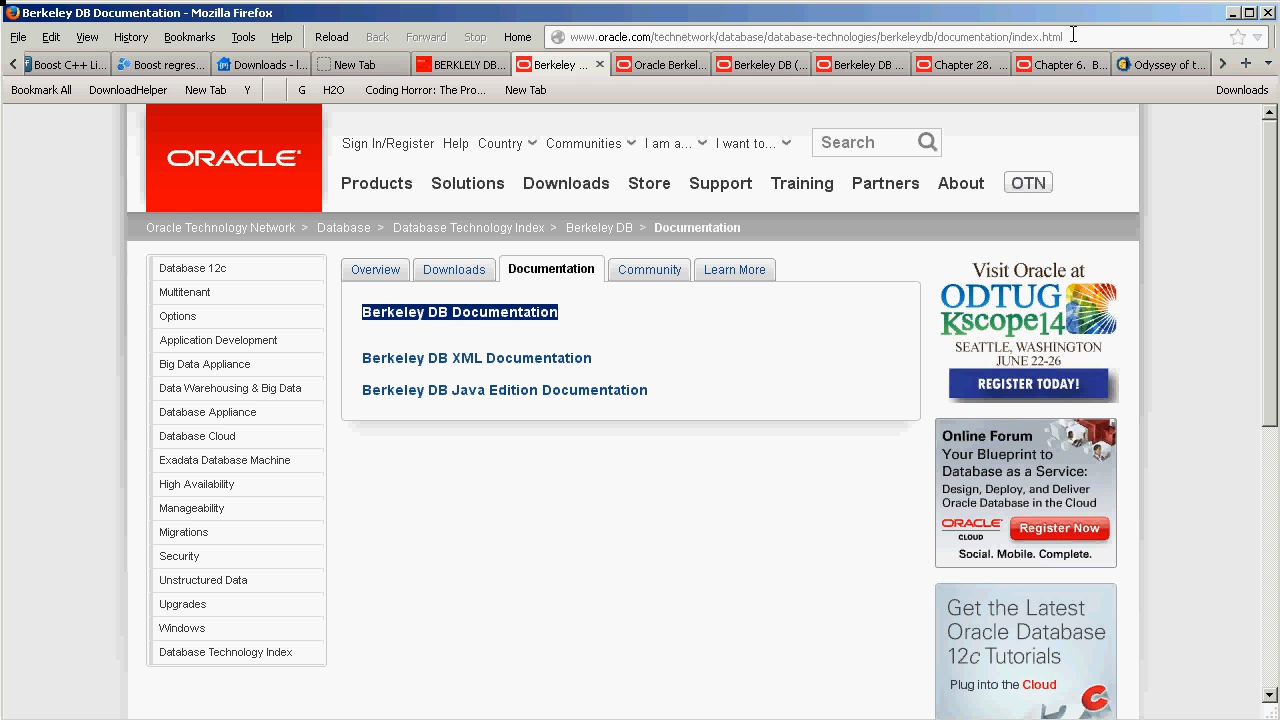 Berkeley DB Documentation - Mozilla Firefox
File Edit View History Bookmarks Tools Help Reload Back Forward Stop Home www.oracle.com/technetwork/database/database-technologies/berkeleydb/documentation/index.html
Boost C++ Li... Boost regres... Downloads - I... New Tab BERKLELY DB... Berkeley ... Oracle Berkel... Berkeley DB (... Berkeley DB ... Chapter 28. ... Chapter 6. B... Odyssey of t...
Bookmark All DownloadHelper New Tab Y G H2O Coding Horror: The Pro... New Tab Downloads
ORACLE
Sign In/Register Help Country Communities I am a... I want to... Search
Products Solutions Downloads Store Support Training Partners About OTN
Oracle Technology Network > Database > Database Technology Index > Berkeley DB > Documentation
Database 12c
Multitenant
Options
Application Development
Big Data Appliance
Data Warehousing & Big Data
Database Appliance
Database Cloud
Exadata Database Machine
High Availability
Manageability
Migrations
Security
Unstructured Data
Upgrades
Windows
Database Technology Index
Overview Downloads Documentation Community Learn More
Berkeley DB Documentation
Berkeley DB XML Documentation
Berkeley DB Java Edition Documentation
Visit Oracle at
ODTUG
Kscope14
SEATTLE, WASHINGTON
JUNE 22-26
REGISTER TODAY!
Online Forum
Your Blueprint to
Database as a Service:
Design, Deploy, and Deliver
Oracle Database in the Cloud
ORACLE
CLOUD
Register Now
Social. Mobile. Complete.
Get the Latest
Oracle Database
12c Tutorials
Plug into the Cloud